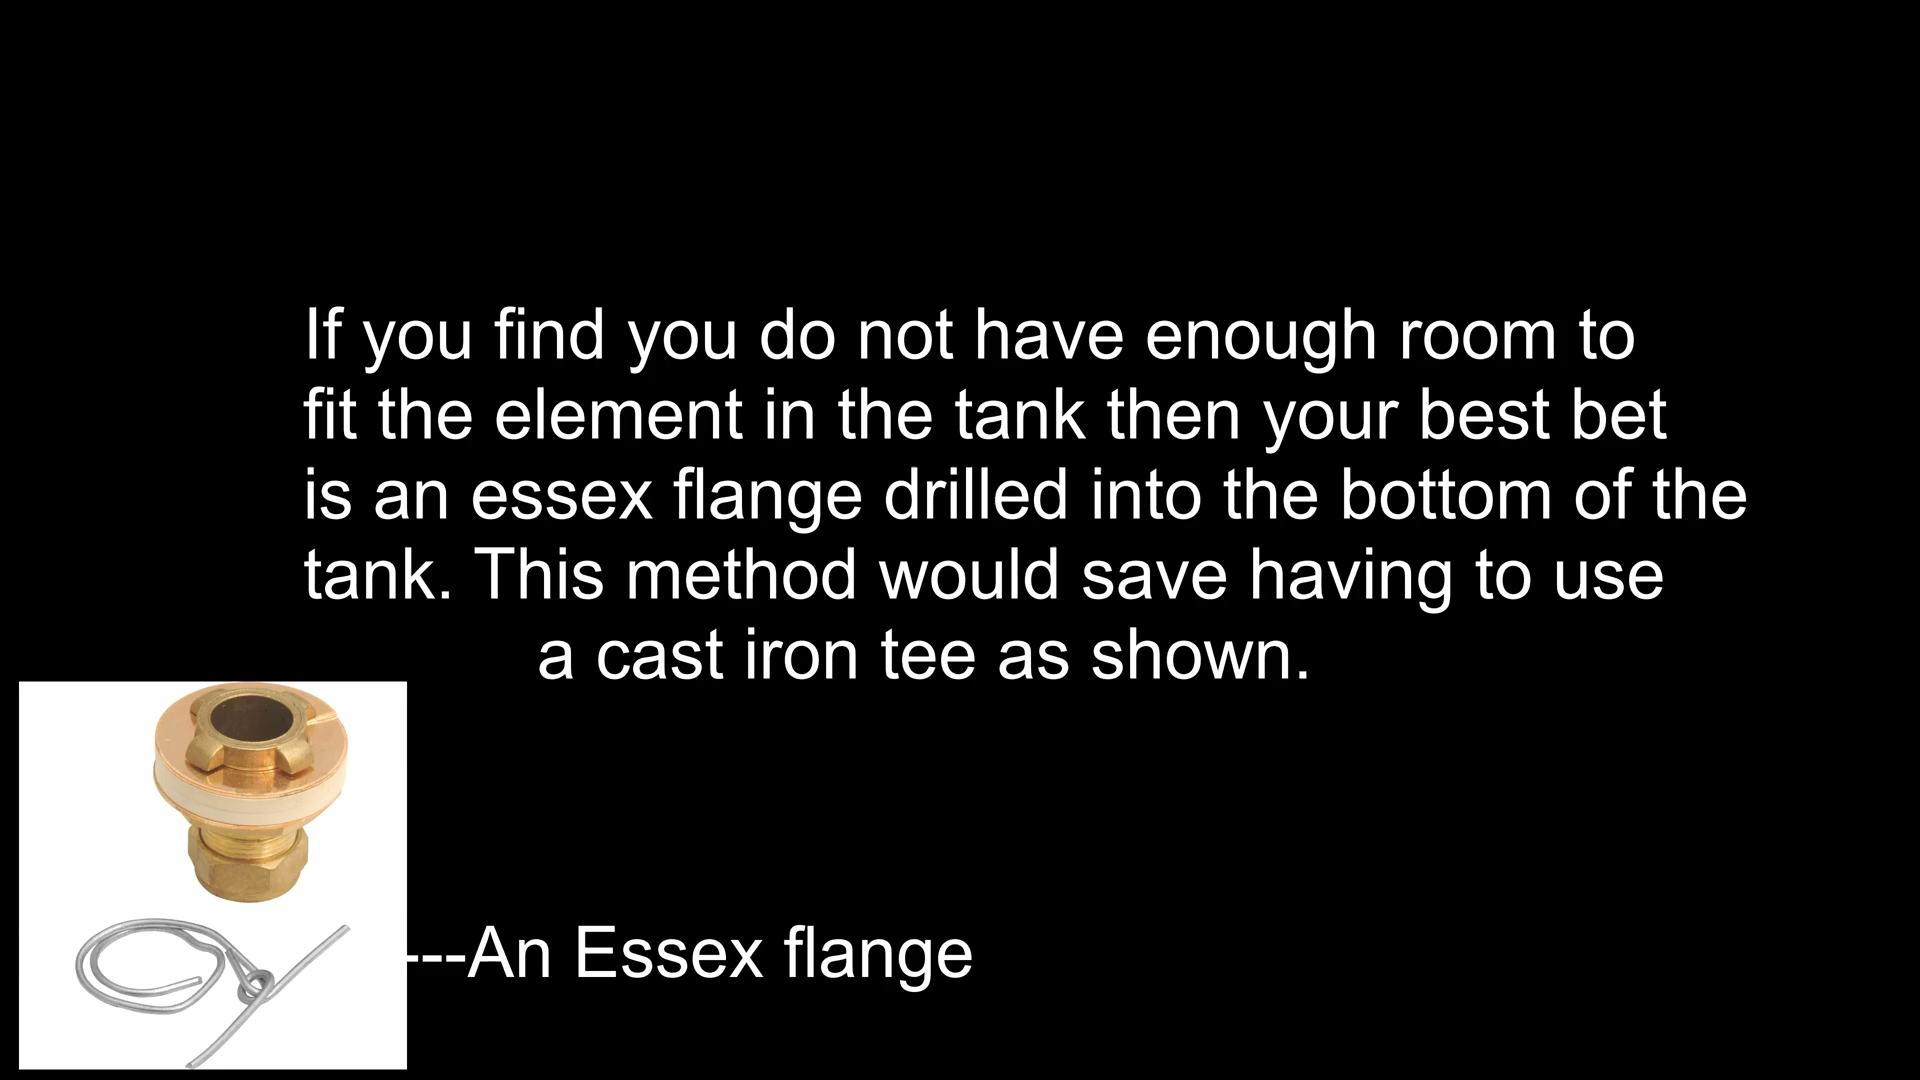 If you find you do not have enough room to
fit the element in the tank then your best bet
is an essex flange drilled into the bottom of the
tank. This method would save having to use
a cast iron tee as shown.
---An Essex flange